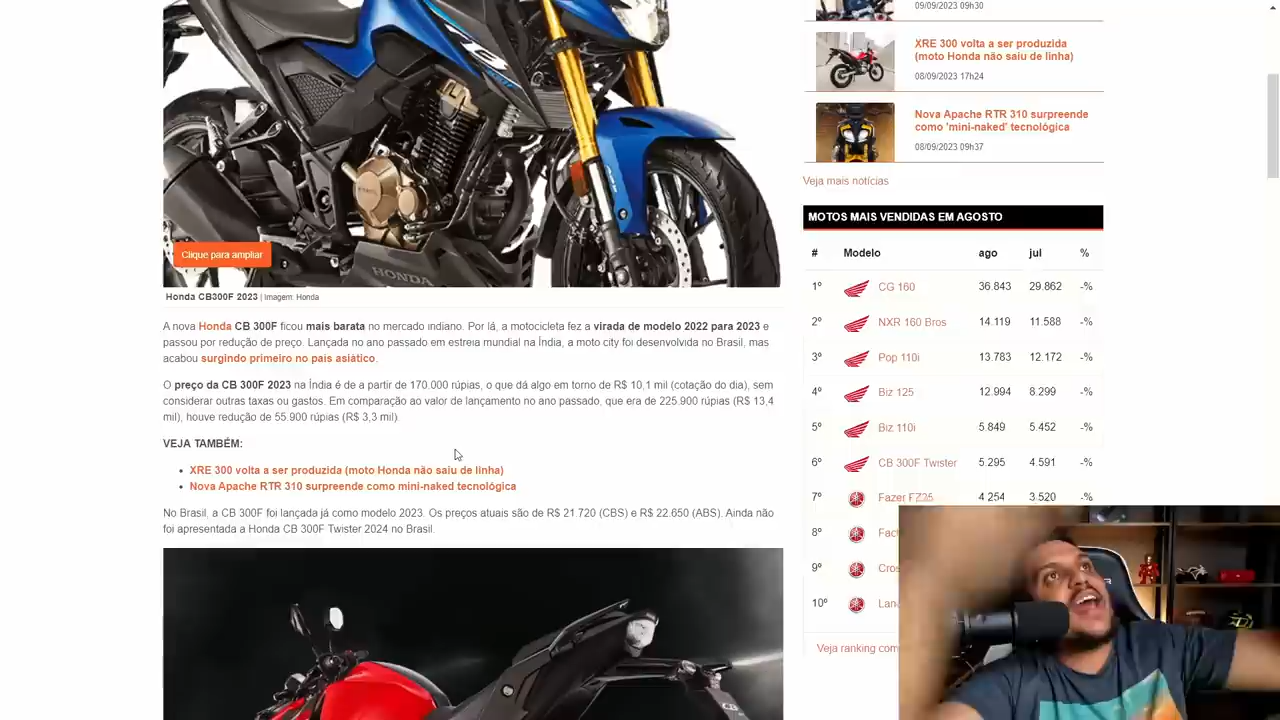 Clique para ampliar
HONDA
Honda CB300F 2023 | Imagem: Honda
A nova Honda CB 300F ficou mais barata no mercado indiano. Por lá, a motocicleta fez a virada de modelo 2022 para 2023 e
passou por redução de preço. Lançada no ano passado em estreia mundial na Índia, a moto city foi desenvolvida no Brasil, mas
acabou surgindo primeiro no país asiático.
O preço da CB 300F 2023 na Índia é de a partir de 170.000 rúpias, o que dá algo em torno de R$ 10,1 mil (cotação do dia), sem
considerar outras taxas ou gastos. Em comparação ao valor de lançamento no ano passado, que era de 225.900 rúpias (R$ 13,4
mil), houve redução de 55.900 rúpias (R$ 3,3 mil).
VEJA TAMBÉM:
XRE 300 volta a ser produzida (moto Honda não saiu de linha)
Nova Apache RTR 310 surpreende como mini-naked tecnológica
No Brasil, a CB 300F foi lançada já como modelo 2023. Os preços atuais são de R$ 21.720 (CBS) e R$ 22.650 (ABS). Ainda não
foi apresentada a Honda CB 300F Twister 2024 no Brasil.
CB
09/09/2023 09h30
XRE 300 volta a ser produzida
(moto Honda não saiu de linha)
08/09/2023 17h24
Nova Apache RTR 310 surpreende
como 'mini-naked' tecnológica
08/09/2023 09h37
Veja mais notícias
MOTOS MAIS VENDIDAS EM AGOSTO
# Modelo ago jul %
1º CG 160 36.843 29.862 -%
2º NXR 160 Bros 14.119 11.588 -%
3º Pop 110i 13.783 12.172 -%
4º Biz 125 12.994 8.299 -%
5º Biz 110i 5.849 5.452 -%
6º CB 300F Twister 5.295 4.591 -%
7º Fazer FZ25 4.254 3.520 -%
8º Fac
9º Cros
10º Lan
Veja ranking com